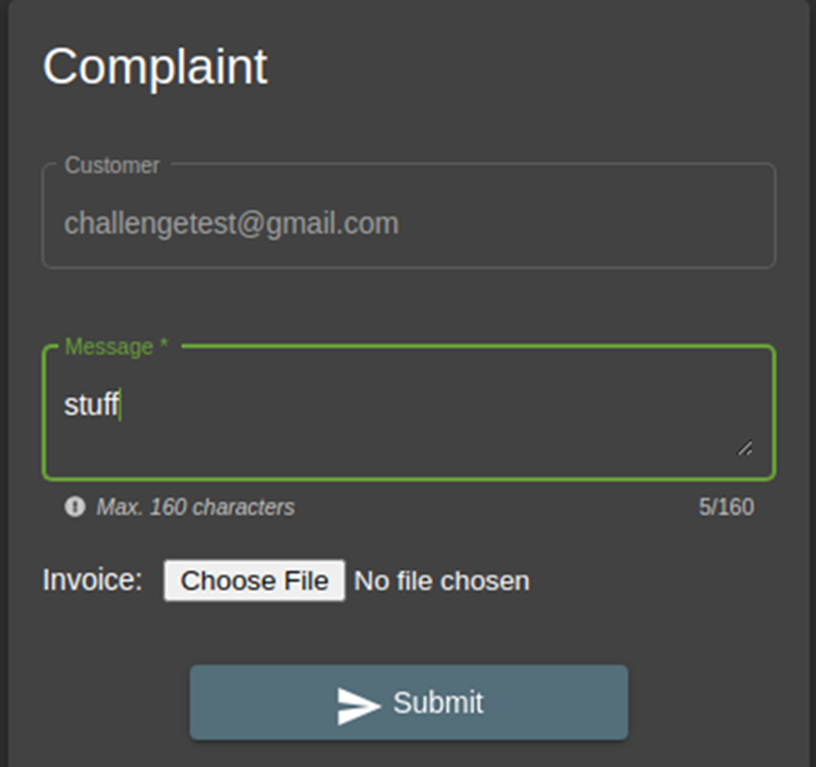 Complaint
Customer
challengetest@gmail.com
Message *
stuff
Max. 160 characters
5/160
Invoice: Choose File No file chosen
Submit